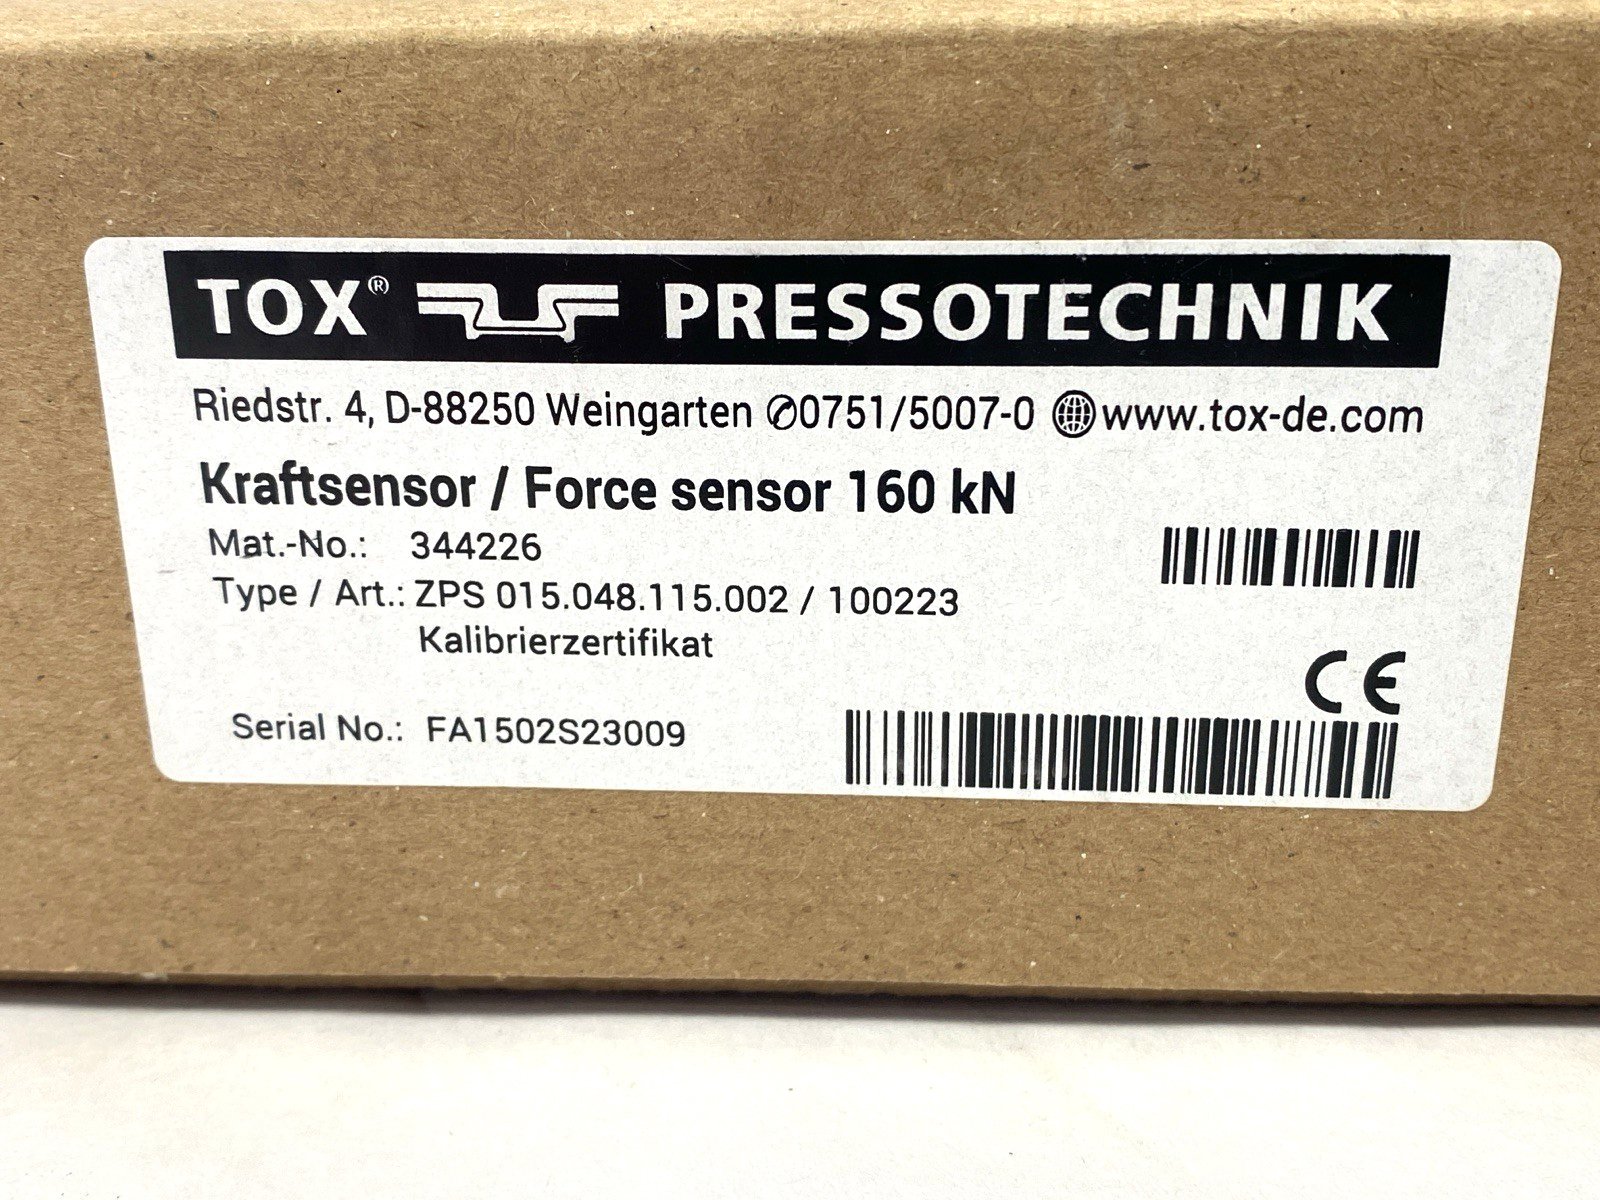 TOX® PRESSOTECHNIK
Riedstr. 4, D-88250 Weingarten ✆0751/5007-0 www.tox-de.com
Kraftsensor / Force sensor 160 kN
Mat.-No.: 344226
Type / Art.: ZPS 015.048.115.002 / 100223
Kalibrierzertifikat
CE
Serial No.: FA1502S23009